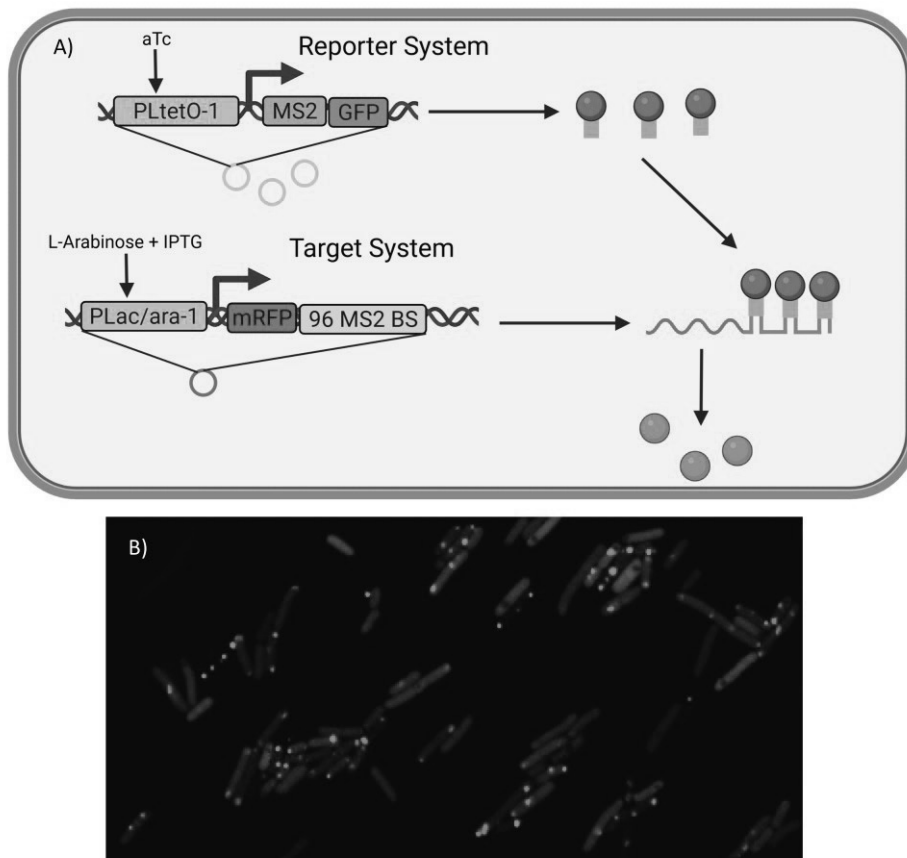 A)
aTc
Reporter System
PLtetO-1
MS2
GFP
L-Arabinose + IPTG
Target System
PLac/ara-1
mRFP
96 MS2 BS
B)